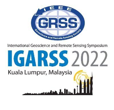 GRSS
International Geoscience and Remote Sensing Symposium
IGARSS 2022
Kuala Lumpur, Malaysia